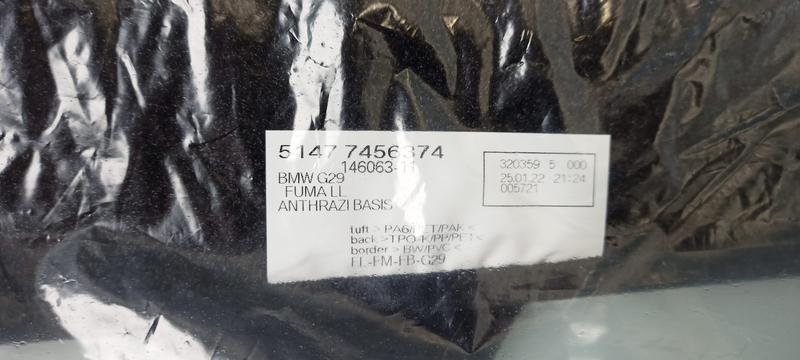 5147 7456374
146063-11
BMW G29
FUMA LL
ANTHRAZI BASIS
320359 5 000
25.01.22 21:24
005721
tuft > PA6/PET/PAK <
back >TPO-K/PP/PET <
border > BW/PVC <
FL-FM-FB-G29